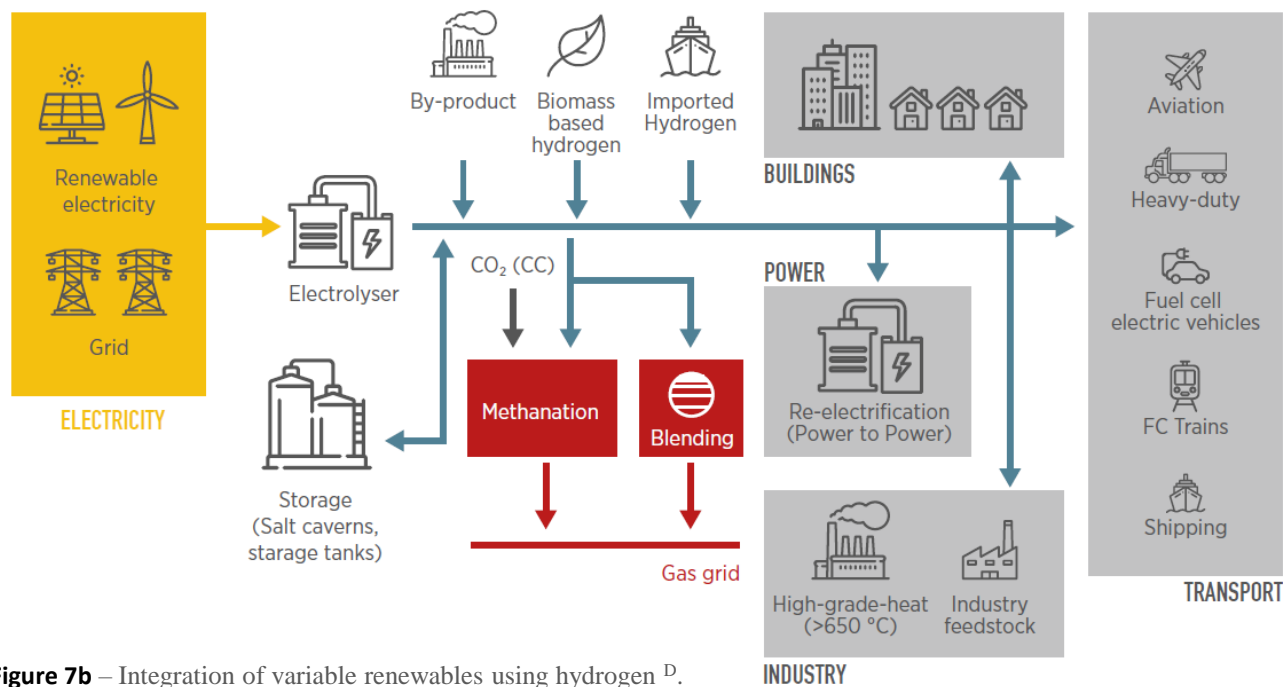 Renewable
electricity
Grid
ELECTRICITY
Electrolyser
Storage
(Salt caverns,
starage tanks)
By-product
Biomass
based
hydrogen
Imported
Hydrogen
CO₂ (CC)
Methanation
Blending
Gas grid
BUILDINGS
POWER
Re-electrification
(Power to Power)
High-grade-heat
(>650 °C)
Industry
feedstock
INDUSTRY
Aviation
Heavy-duty
Fuel cell
electric vehicles
FC Trains
Shipping
TRANSPORT
igure 7b – Integration of variable renewables using hydrogen ᴰ.